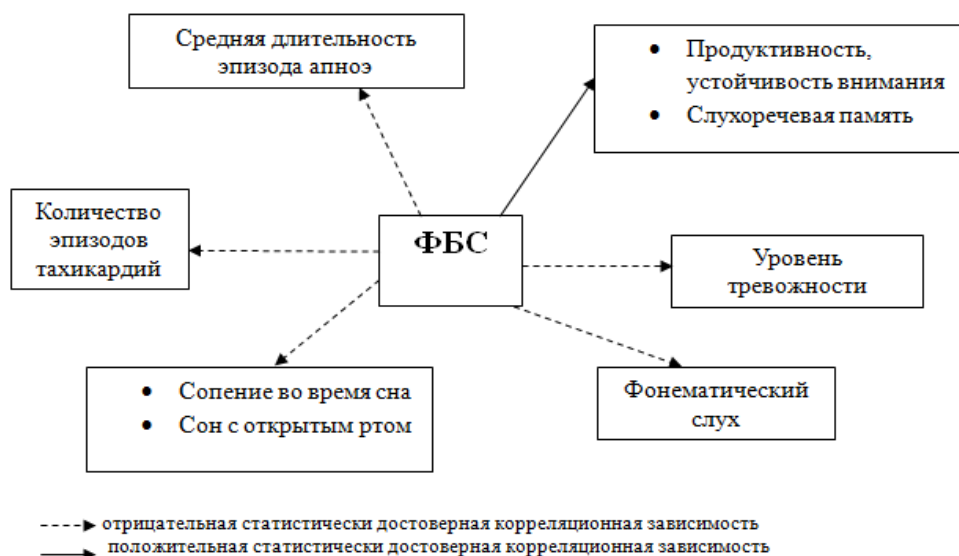 Средняя длительность
эпизода апноэ
• Продуктивность,
устойчивость внимания
• Слухоречевая память
Количество
эпизодов
тахикардий
ФБС
Уровень
тревожности
• Сопение во время сна
• Сон с открытым ртом
Фонематический
слух
отрицательная статистически достоверная корреляционная зависимость
положительная статистически достоверная корреляционная зависимость